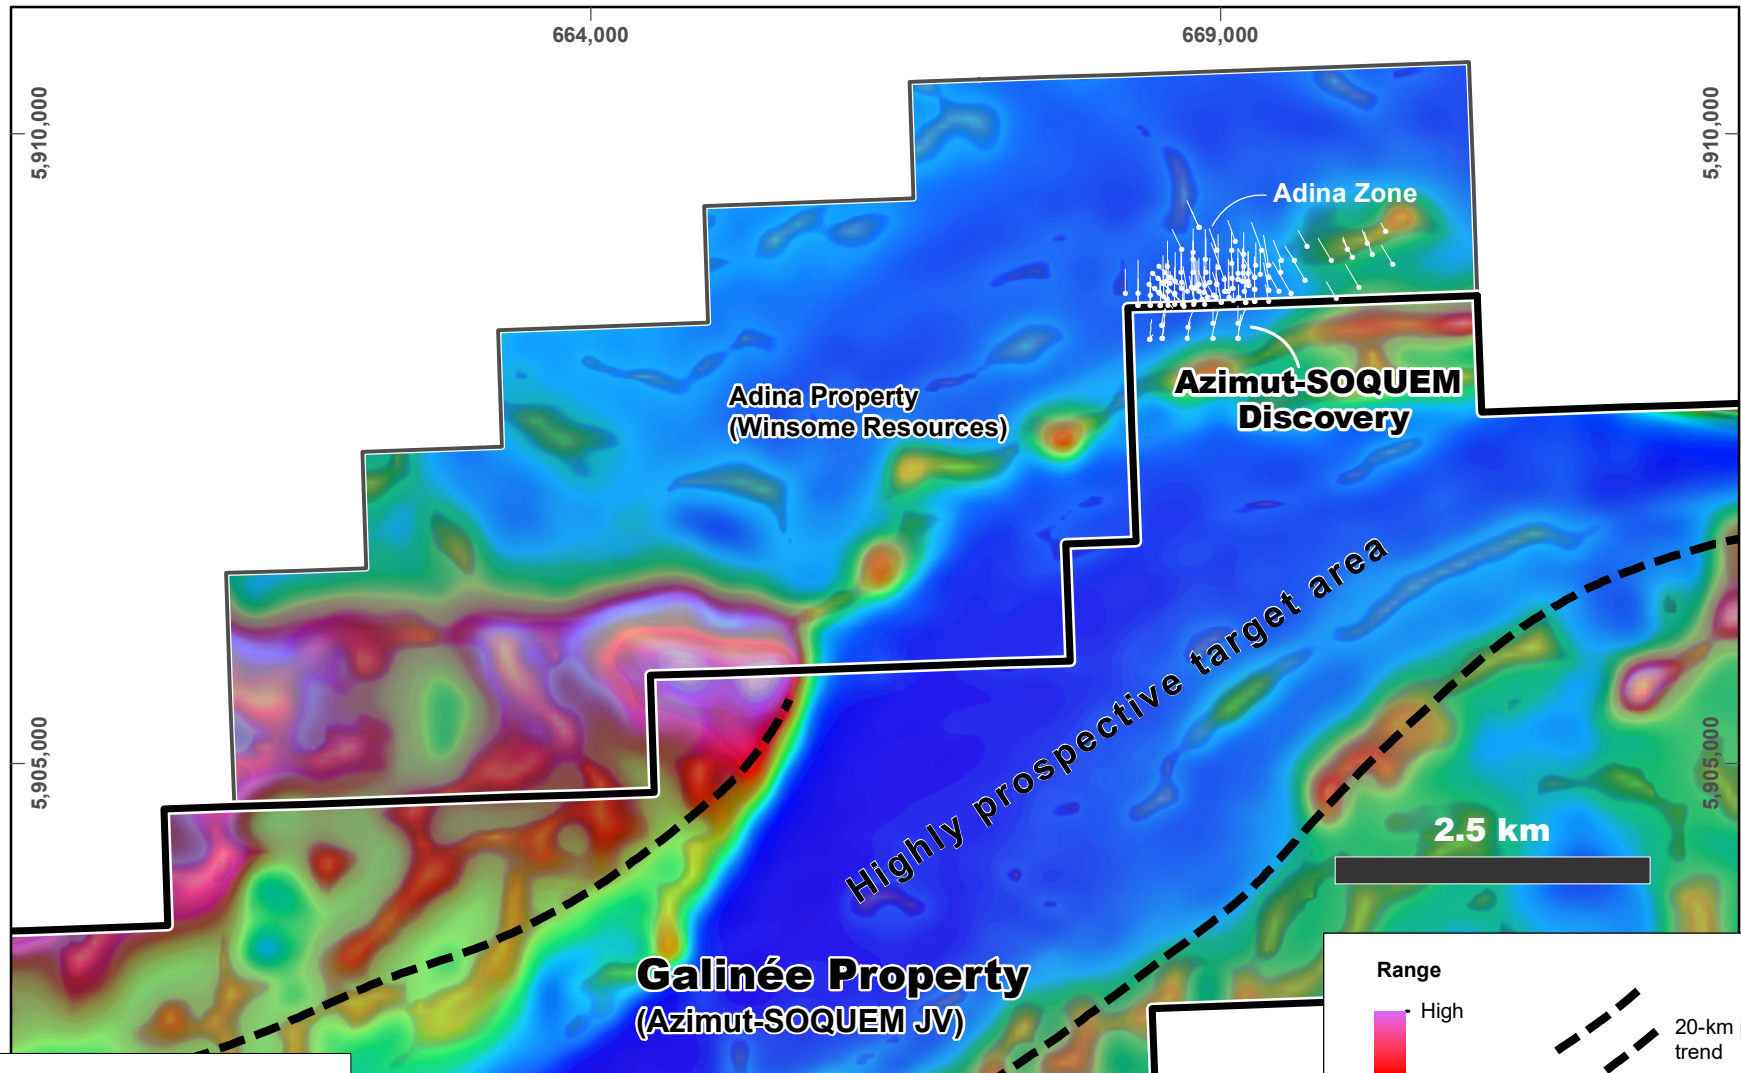 664,000
669,000
5,910,000
5,910,000
Adina Zone
Adina Property
(Winsome Resources)
Azimut-SOQUEM
Discovery
Highly prospective target area
5,905,000
5,905,000
2.5 km
Galinée Property
(Azimut-SOQUEM JV)
Range
High
20-km
trend